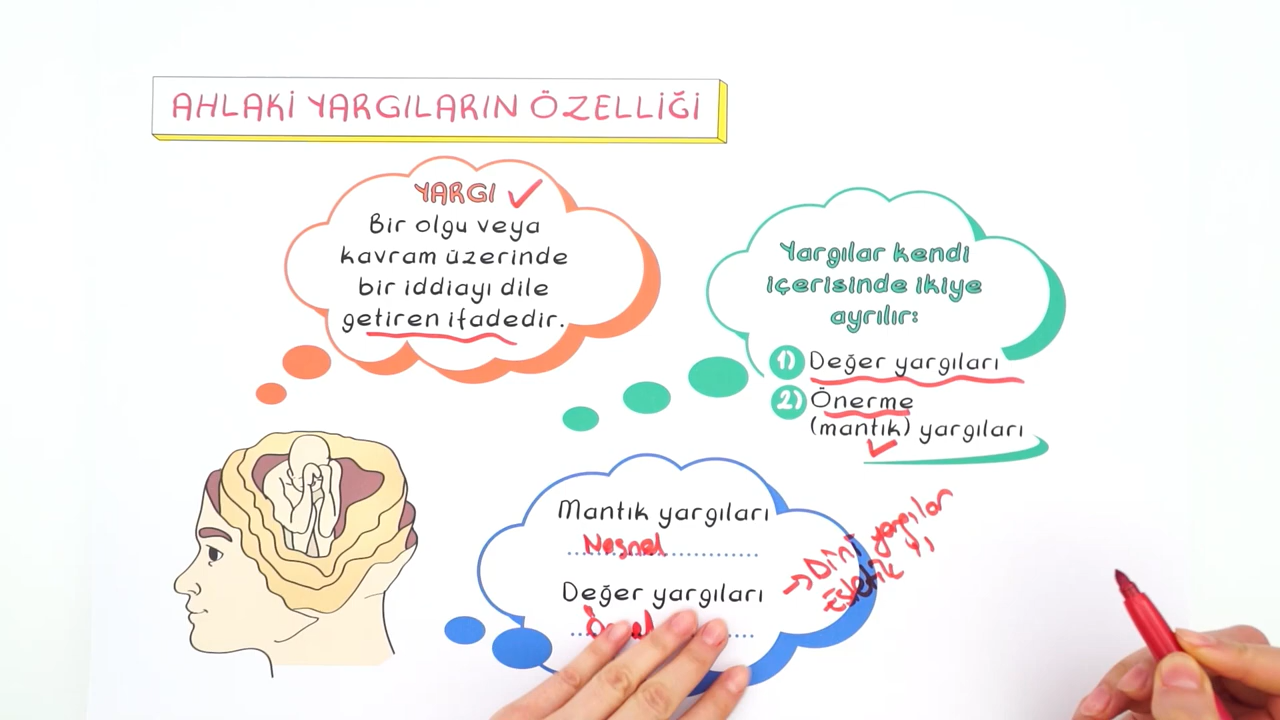 AHLAKİ YARGILARIN ÖZELLİĞİ
YARGI
Bir olgu veya
kavram üzerinde
bir iddiayı dile
getiren ifadedir.
Yargılar kendi
içerisinde ikiye
ayrılır:
1) Değer yargıları
2) Önerme
(mantık) yargıları
Mantık yargıları
Nesnel
Değer yargıları
→ Dini yargılar
Estetik " "